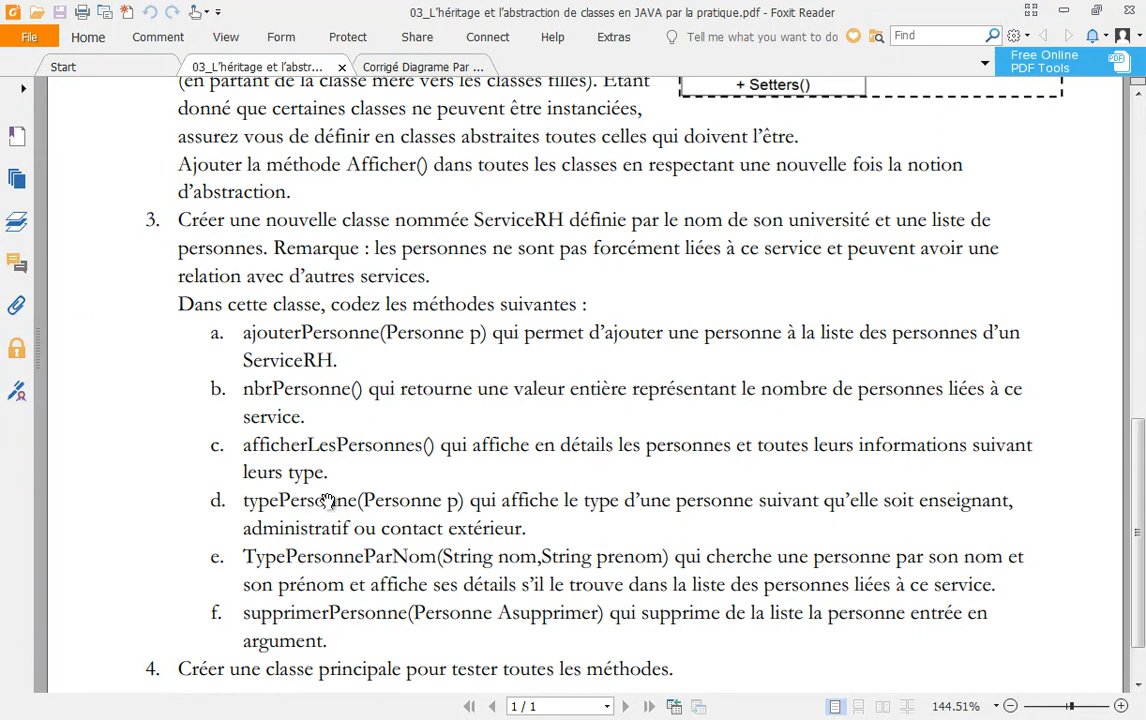 03_L'héritage et l'abstraction de classes en JAVA par la pratique.pdf - Foxit Reader
File Home Comment View Form Protect Share Connect Help Extras Tell me what you want to do Find
Start 03_L'héritage et l'abstr... Corrigé Diagrame Par ... Free Online PDF Tools
(en partant de la classe mère vers les classes filles). Etant
+ Setters()
donné que certaines classes ne peuvent être instanciées,
assurez vous de définir en classes abstraites toutes celles qui doivent l'être.
Ajouter la méthode Afficher() dans toutes les classes en respectant une nouvelle fois la notion
d'abstraction.
3. Créer une nouvelle classe nommée ServiceRH définie par le nom de son université et une liste de
personnes. Remarque : les personnes ne sont pas forcément liées à ce service et peuvent avoir une
relation avec d'autres services.
Dans cette classe, codez les méthodes suivantes :
a. ajouterPersonne(Personne p) qui permet d'ajouter une personne à la liste des personnes d'un
ServiceRH.
b. nbrPersonne() qui retourne une valeur entière représentant le nombre de personnes liées à ce
service.
c. afficherLesPersonnes() qui affiche en détails les personnes et toutes leurs informations suivant
leurs type.
d. typePersonne(Personne p) qui affiche le type d'une personne suivant qu'elle soit enseignant,
administratif ou contact extérieur.
e. TypePersonneParNom(String nom,String prenom) qui cherche une personne par son nom et
son prénom et affiche ses détails s'il le trouve dans la liste des personnes liées à ce service.
f. supprimerPersonne(Personne Asupprimer) qui supprime de la liste la personne entrée en
argument.
4. Créer une classe principale pour tester toutes les méthodes.
1 / 1 144.51%